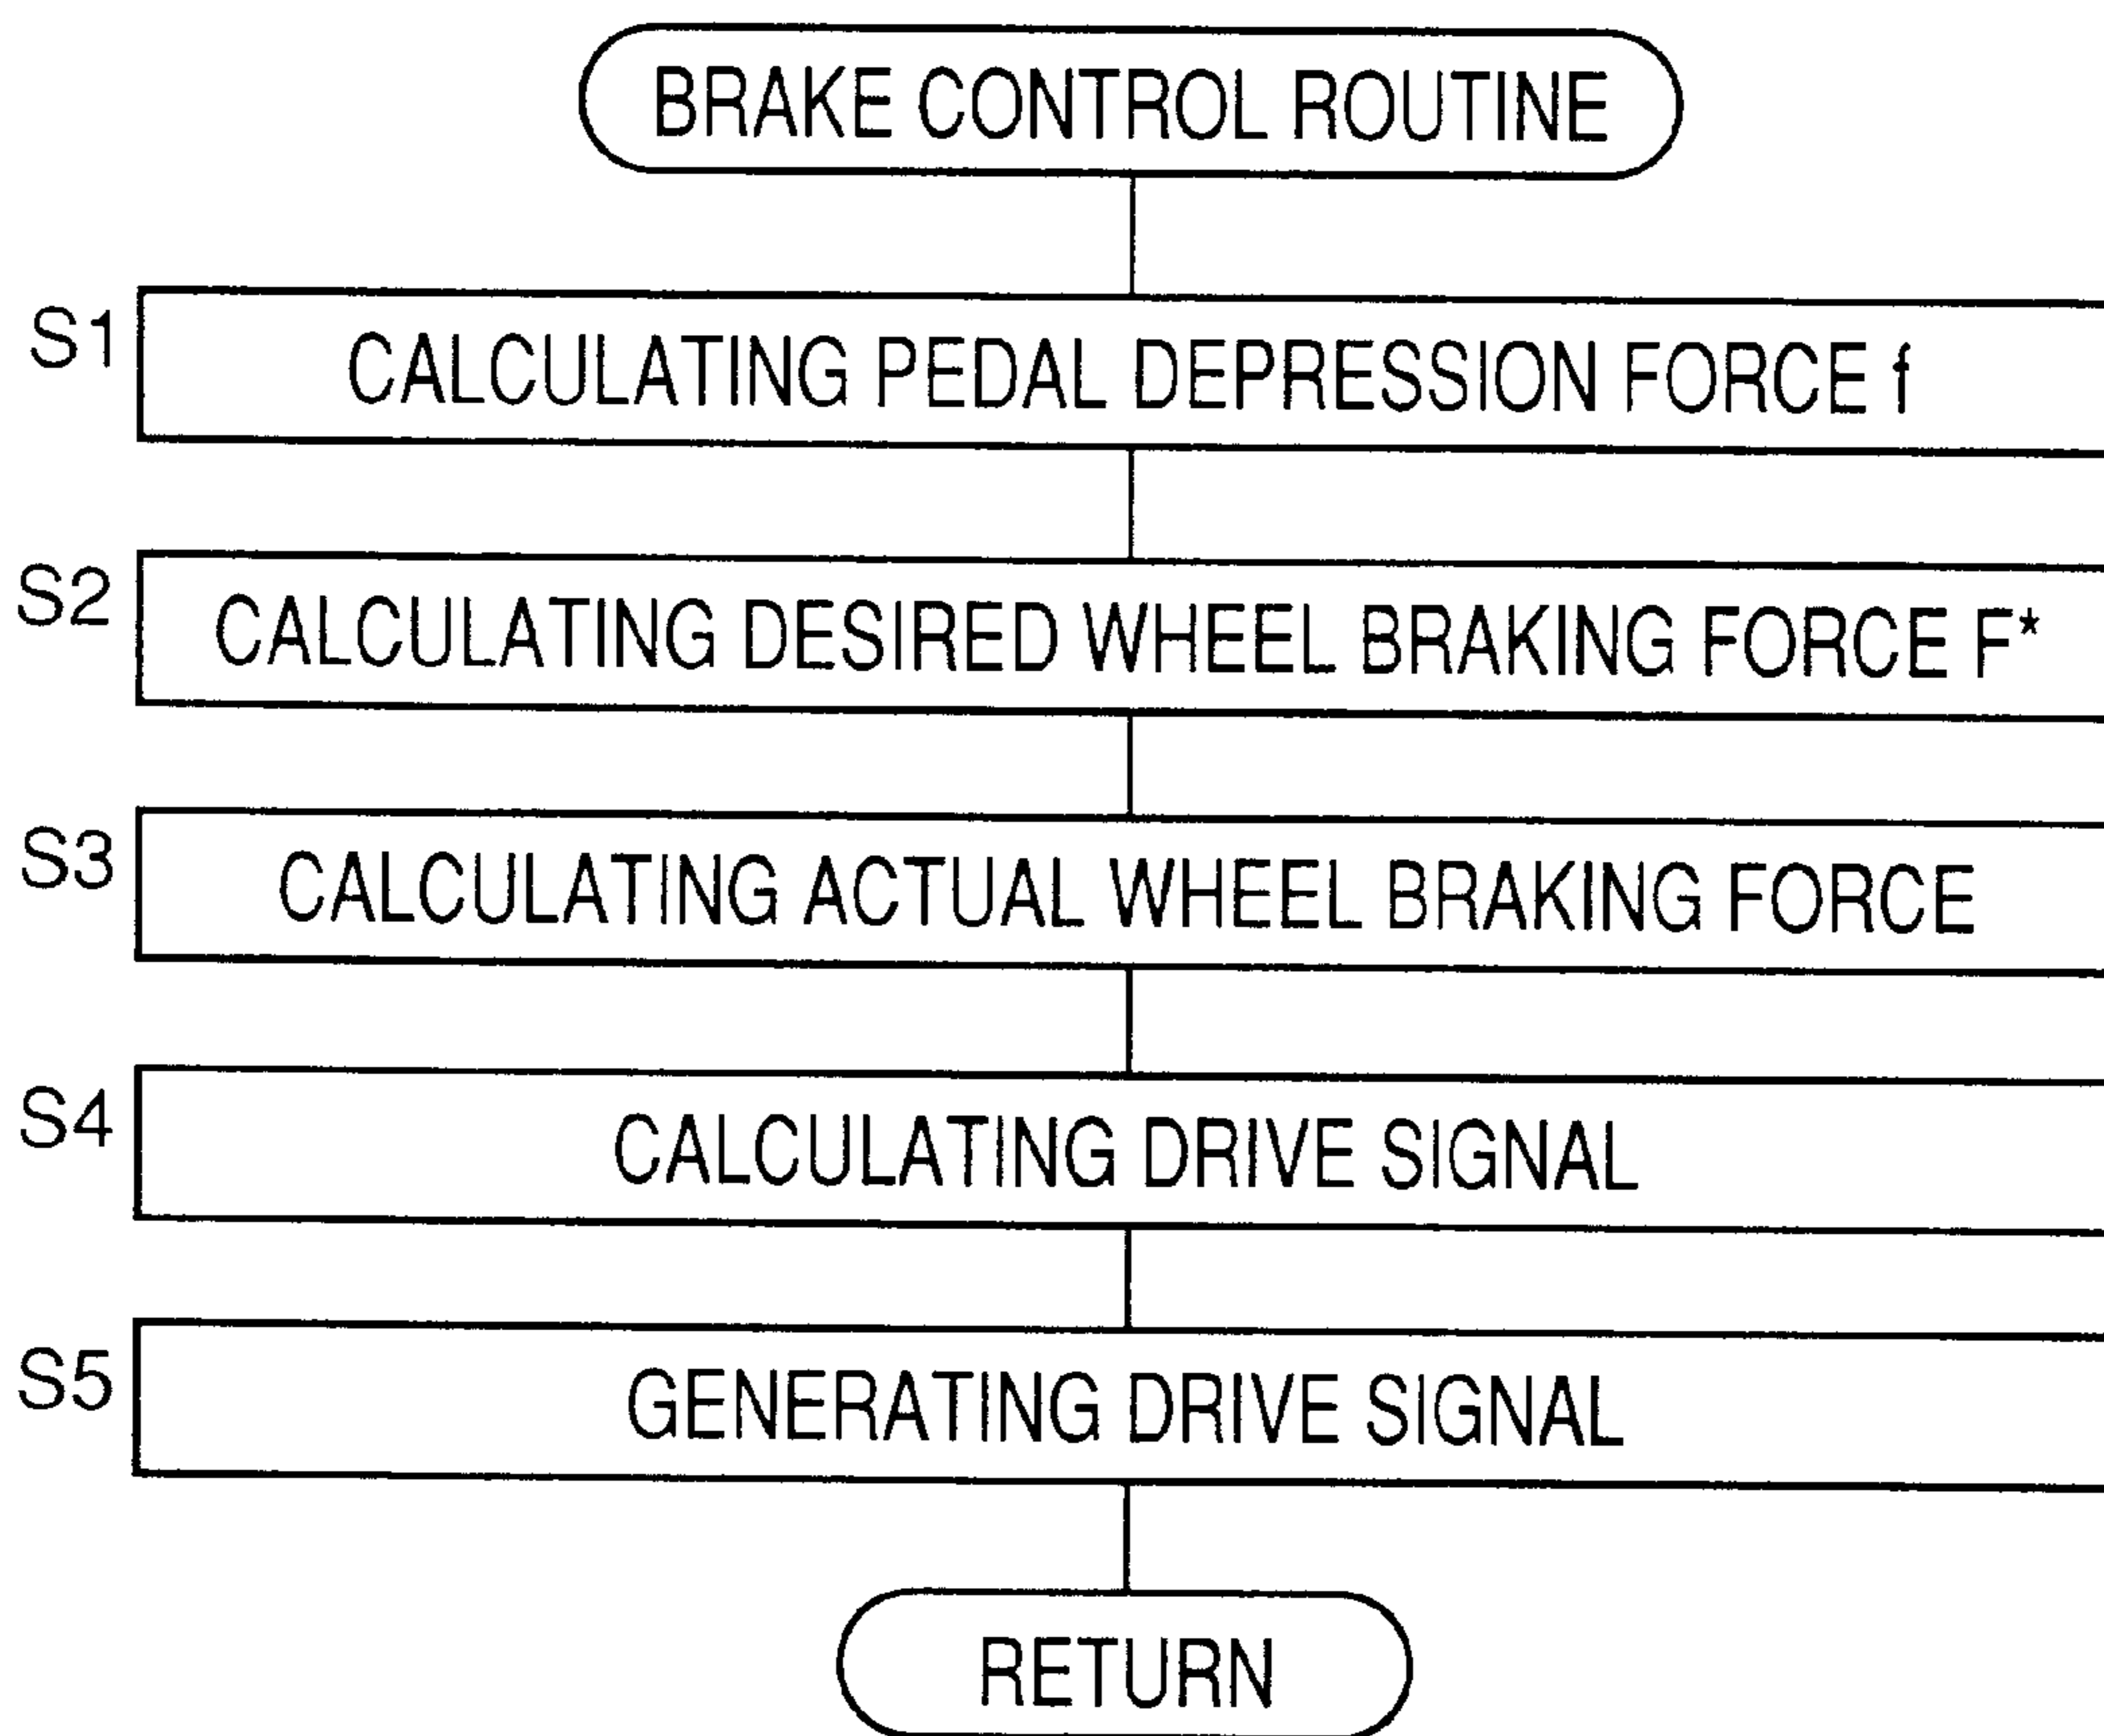 BRAKE CONTROL ROUTINE
S1 CALCULATING PEDAL DEPRESSION FORCE f
S2 CALCULATING DESIRED WHEEL BRAKING FORCE F*
S3 CALCULATING ACTUAL WHEEL BRAKING FORCE
S4 CALCULATING DRIVE SIGNAL
S5 GENERATING DRIVE SIGNAL
RETURN